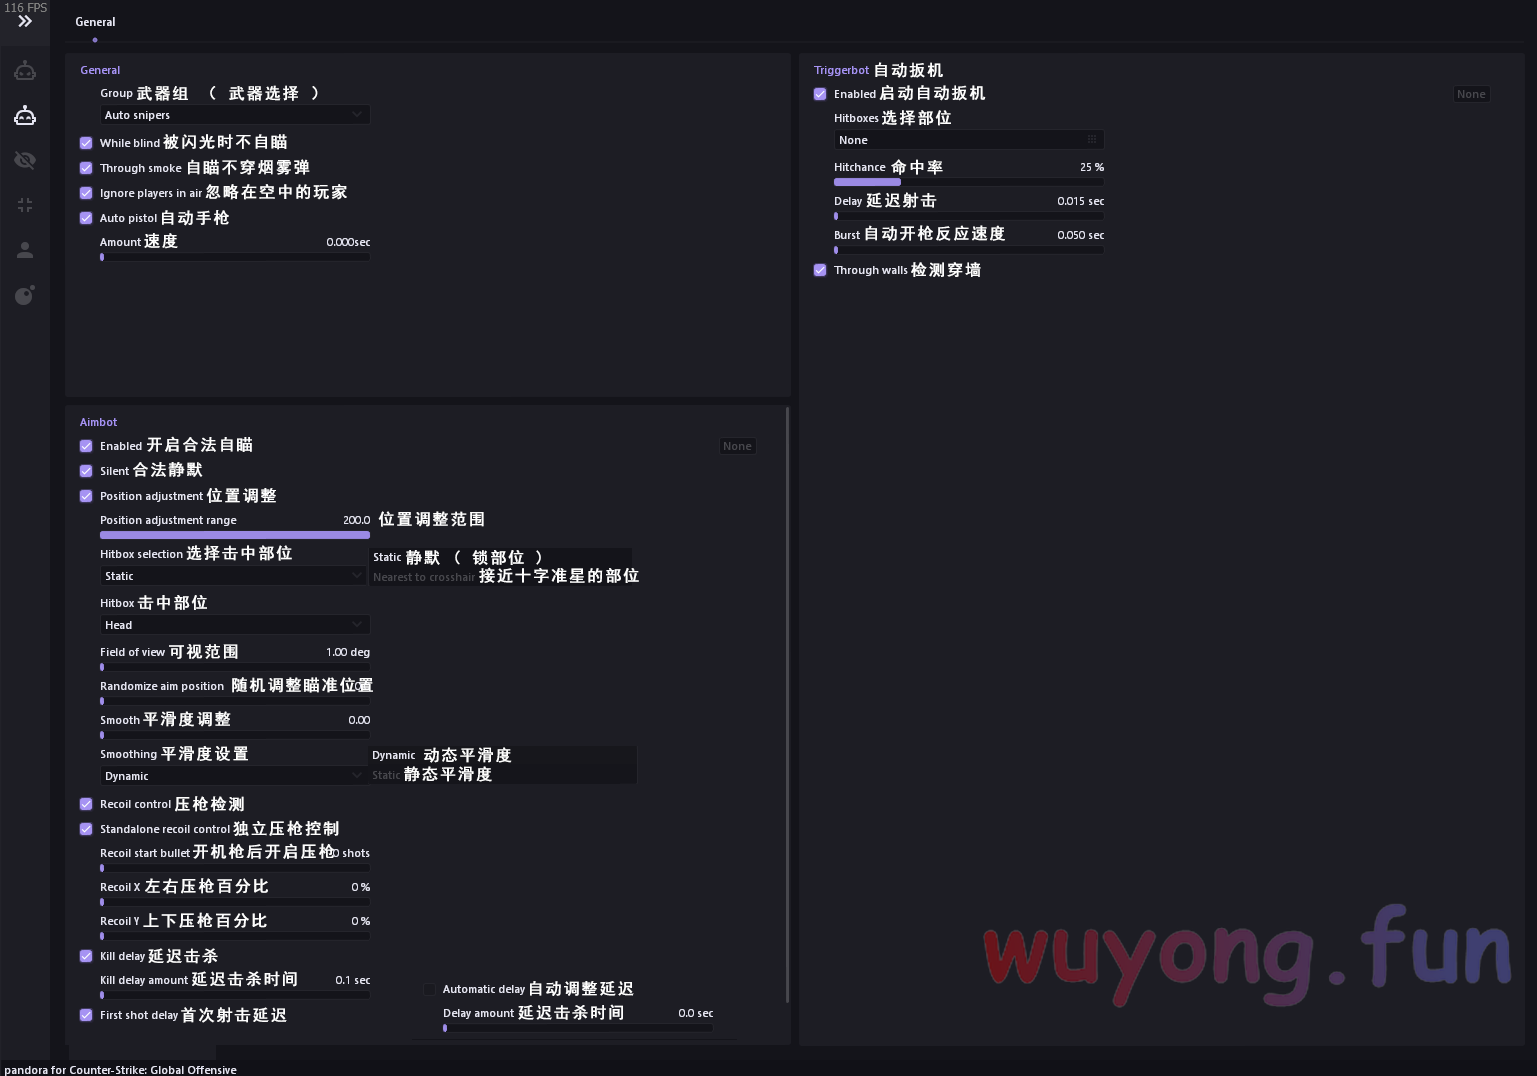 116 FPS
General
General
Group 武器组 （ 武器选择 ）
Auto snipers
While blind 被闪光时不自瞄
Through smoke 自瞄不穿烟雾弹
Ignore players in air 忽略在空中的玩家
Auto pistol 自动手枪
Amount 速度 0.000sec
Triggerbot 自动扳机
Enabled 启动自动扳机 None
Hitboxes 选择部位
None
Hitchance 命中率 25 %
Delay 延迟射击 0.015 sec
Burst 自动开枪反应速度 0.050 sec
Through walls 检测穿墙
Aimbot
Enabled 开启合法自瞄 None
Silent 合法静默
Position adjustment 位置调整
Position adjustment range 200.0 位置调整范围
Hitbox selection 选择击中部位
Static
Static 静默 （ 锁部位 ）
Nearest to crosshair 接近十字准星的部位
Hitbox 击中部位
Head
Field of view 可视范围 1.00 deg
Randomize aim position 随机调整瞄准位置
Smooth 平滑度调整 0.00
Smoothing 平滑度设置
Dynamic
Dynamic 动态平滑度
Static 静态平滑度
Recoil control 压枪检测
Standalone recoil control 独立压枪控制
Recoil start bullet 开机枪后开启压枪 0 shots
Recoil X 左右压枪百分比 0 %
Recoil Y 上下压枪百分比 0 %
Kill delay 延迟击杀
Kill delay amount 延迟击杀时间 0.1 sec
First shot delay 首次射击延迟
Automatic delay 自动调整延迟
Delay amount 延迟击杀时间 0.0 sec
wuyong.fun
pandora for Counter-Strike: Global Offensive